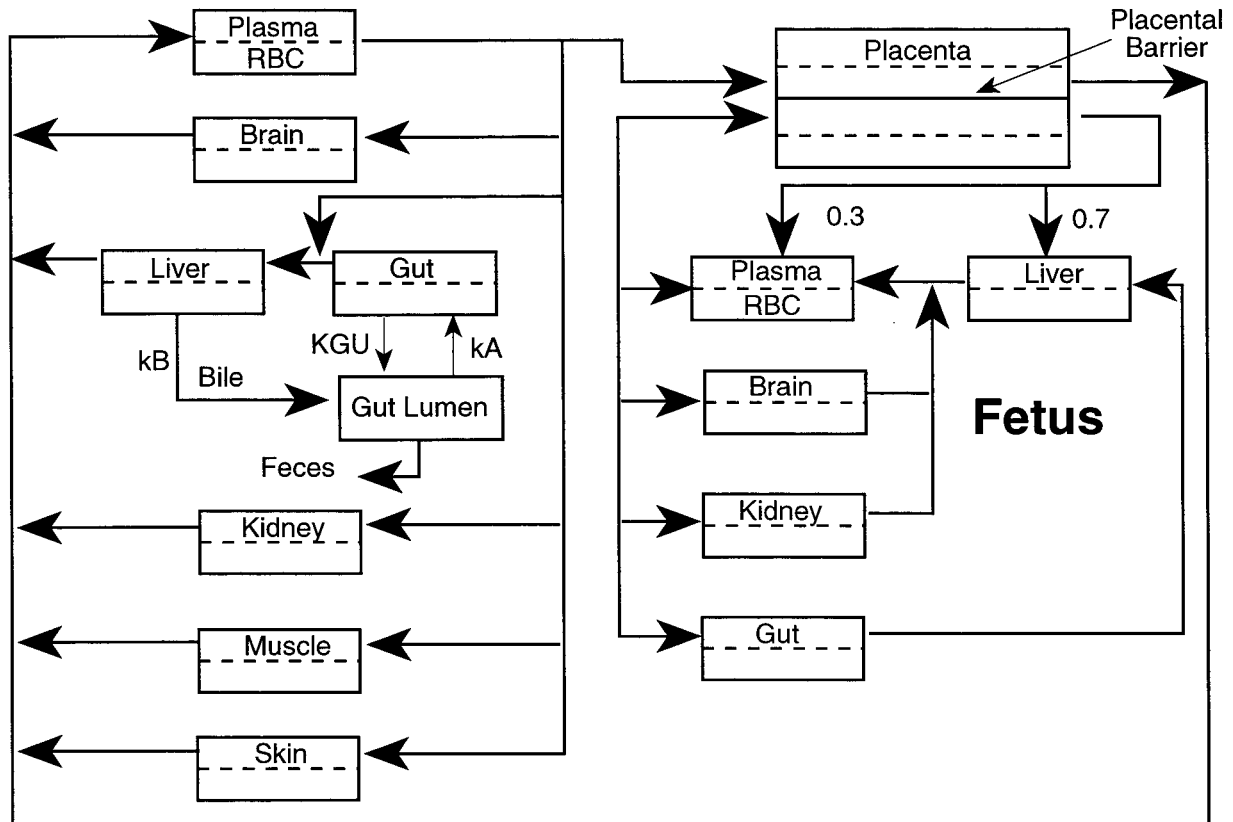 Plasma
RBC
Brain
Liver
Gut
KGU
kA
kB
Bile
Gut Lumen
Feces
Kidney
Muscle
Skin
Placenta
Placental
Barrier
0.3
0.7
Plasma
RBC
Liver
Brain
Fetus
Kidney
Gut